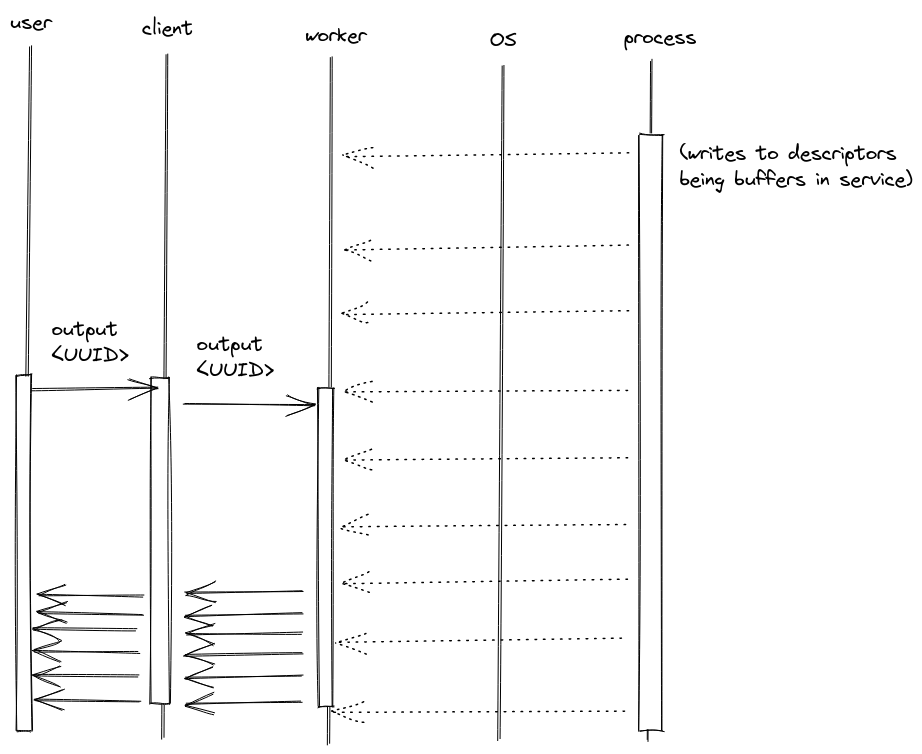 user
client
worker
OS
process
(writes to descriptors
being buffers in service)
output
<UUID>
output
<UUID>